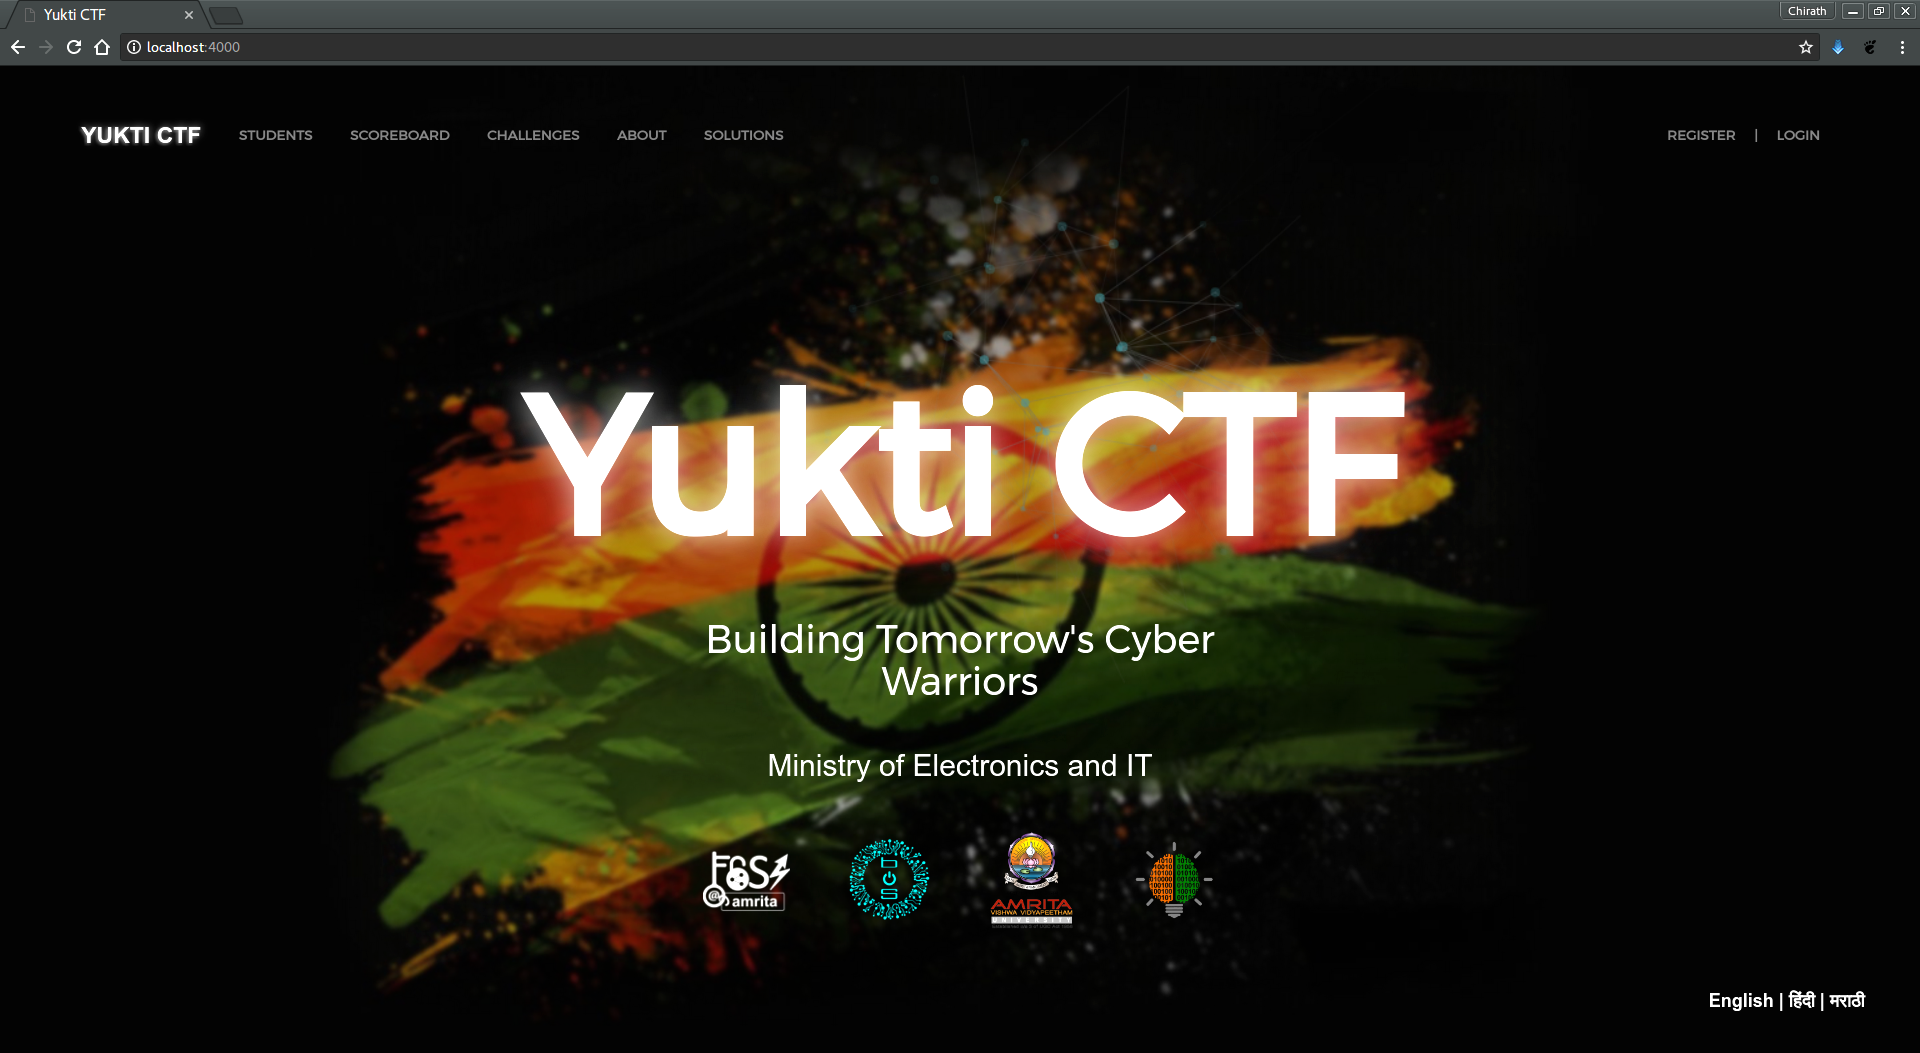 Yukti CTF
Chirath
localhost:4000
YUKTI CTF STUDENTS SCOREBOARD CHALLENGES ABOUT SOLUTIONS REGISTER | LOGIN
Yukti CTF
Building Tomorrow's Cyber
Warriors
Ministry of Electronics and IT
FOSS
@amrita
bi0s
AMRITA
VISHWA VIDYAPEETHAM
UNIVERSITY
English | हिंदी | मराठी